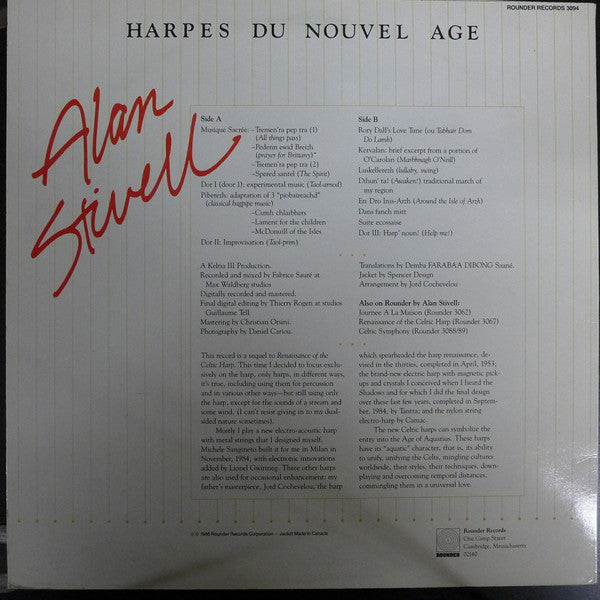 ROUNDER RECORDS 3094
HARPES DU NOUVEL AGE
Alan
Stivell
Side A
Musique Sacrée: –Tremen'ra pep tra (1)
(All things pass)
–Pedenn ewid Breizh
(prayer for Brittany)"
–Tremen'ra pep tra (2)
–Spered santel (The Spirit)
Dor I (door I): experimental music (Taol-arnod)
Pibereth: adaptation of 3 "piobaireachd"
(classical bagpipe music)
–Cumh chlaibhers
–Lament for the children
–McDonuill of the Isles
Dor II: Improvisation (Taol-prim)
Side B
Rory Dall's Love Tune (ou Tabhair Dom
Do Lamh)
Kervalan: brief excerpt from a portion of
O'Carolan (Marbhnagh O'Neill)
Luskellerezh (lullaby, swing)
Dihun' ta! (Awaken!) traditional march of
my region
En Dro Inis-Arzh (Around the Isle of Arzh)
Dans fanch mitt
Suite ecossaise
Dor III: Harp' noun! (Help me!)
A Keltia III Production.
Recorded and mixed by Fabrice Sauré at
Max Waldberg studios
Digitally recorded and mastered.
Final digital editing by Thierry Rogen at studios
Guillaume Tell
Mastering by Christian Orsini.
Photography by Daniel Cariou.
Translations by Demba FARABAA DIBONG Saané.
Jacket by Spencer Design
Arrangement by Jord Cochevelou
Also on Rounder by Alan Stivell:
Journee A La Maison (Rounder 3062)
Renaissance of the Celtic Harp (Rounder 3067)
Celtic Symphony (Rounder 3088/89)
This record is a sequel to Renaissance of the
Celtic Harp. This time I decided to focus exclu-
sively on the harp, only harps, in different ways,
it's true, including using them for percussion
and in various other ways—but still using only
the harp, except for the sounds of a stream and
some wind. (I can't resist giving in to my dual-
sided nature sometimes).
Mostly I play a new electro-acoustic harp
with metal strings that I designed myself.
Michele Sangineto built it for me in Milan in
November, 1984, with electronic innovations
added by Lionel Gwirineg. Three other harps
are also used for occasional enhancement: my
father's masterpiece, Jord Cochevelou, the harp
which spearheaded the harp renaissance, de-
vised in the thirties, completed in April, 1953;
the brand-new electric harp with magnetic pick-
ups and crystals I conceived when I heard the
Shadows and for which I did the final design
over these last few years, completed in Septem-
ber, 1984, by Tantra; and the nylon string
electro-harp by Camac.
The new Celtic harps can symbolize the
entry into the Age of Aquarius. These harps
have its "aquatic" character, that is, its ability
to unify, unifying the Celts, mingling cultures
worldwide, their styles, their techniques, down-
playing and overcoming temporal distances,
commingling them in a universal love.
℗ © 1986 Rounder Records Corporation – Jacket Made In Canada
ROUNDER
Rounder Records
One Camp Street
Cambridge, Massachusetts
02140